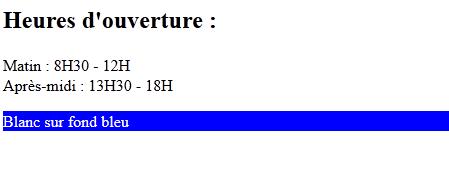 Heures d'ouverture :
Matin : 8H30 - 12H
Après-midi : 13H30 - 18H
Blanc sur fond bleu